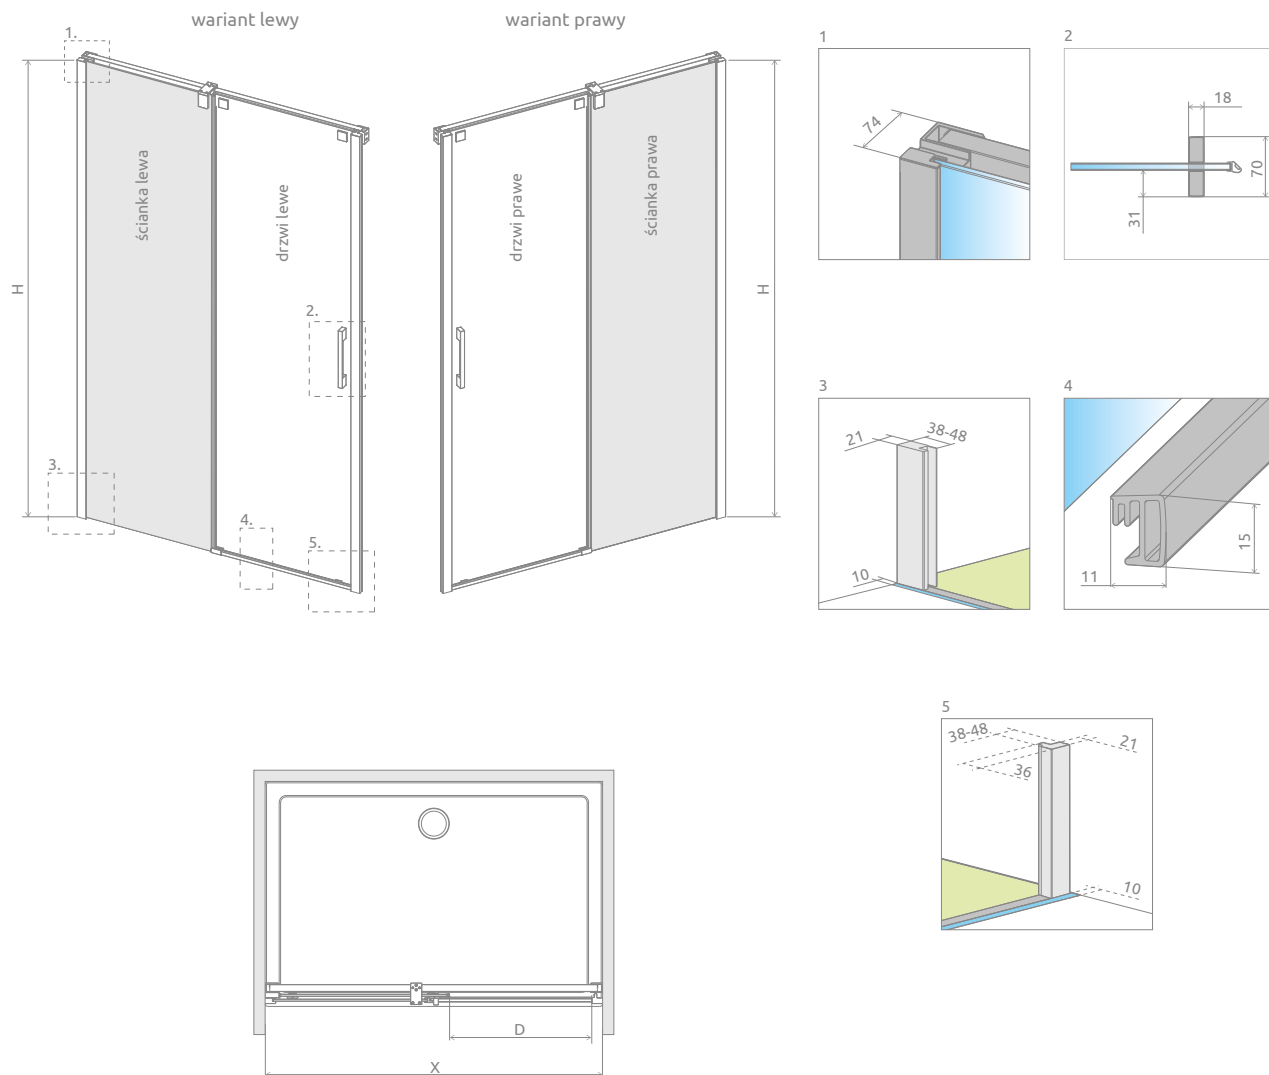 wariant lewy
wariant prawy
1.
ścianka lewa
drzwi lewe
drzwi prawe
ścianka prawa
H
H
2.
3.
4.
5.
1
74
2
18
70
31
3
21
38-48
10
4
15
11
5
38-48
21
36
10
D
X